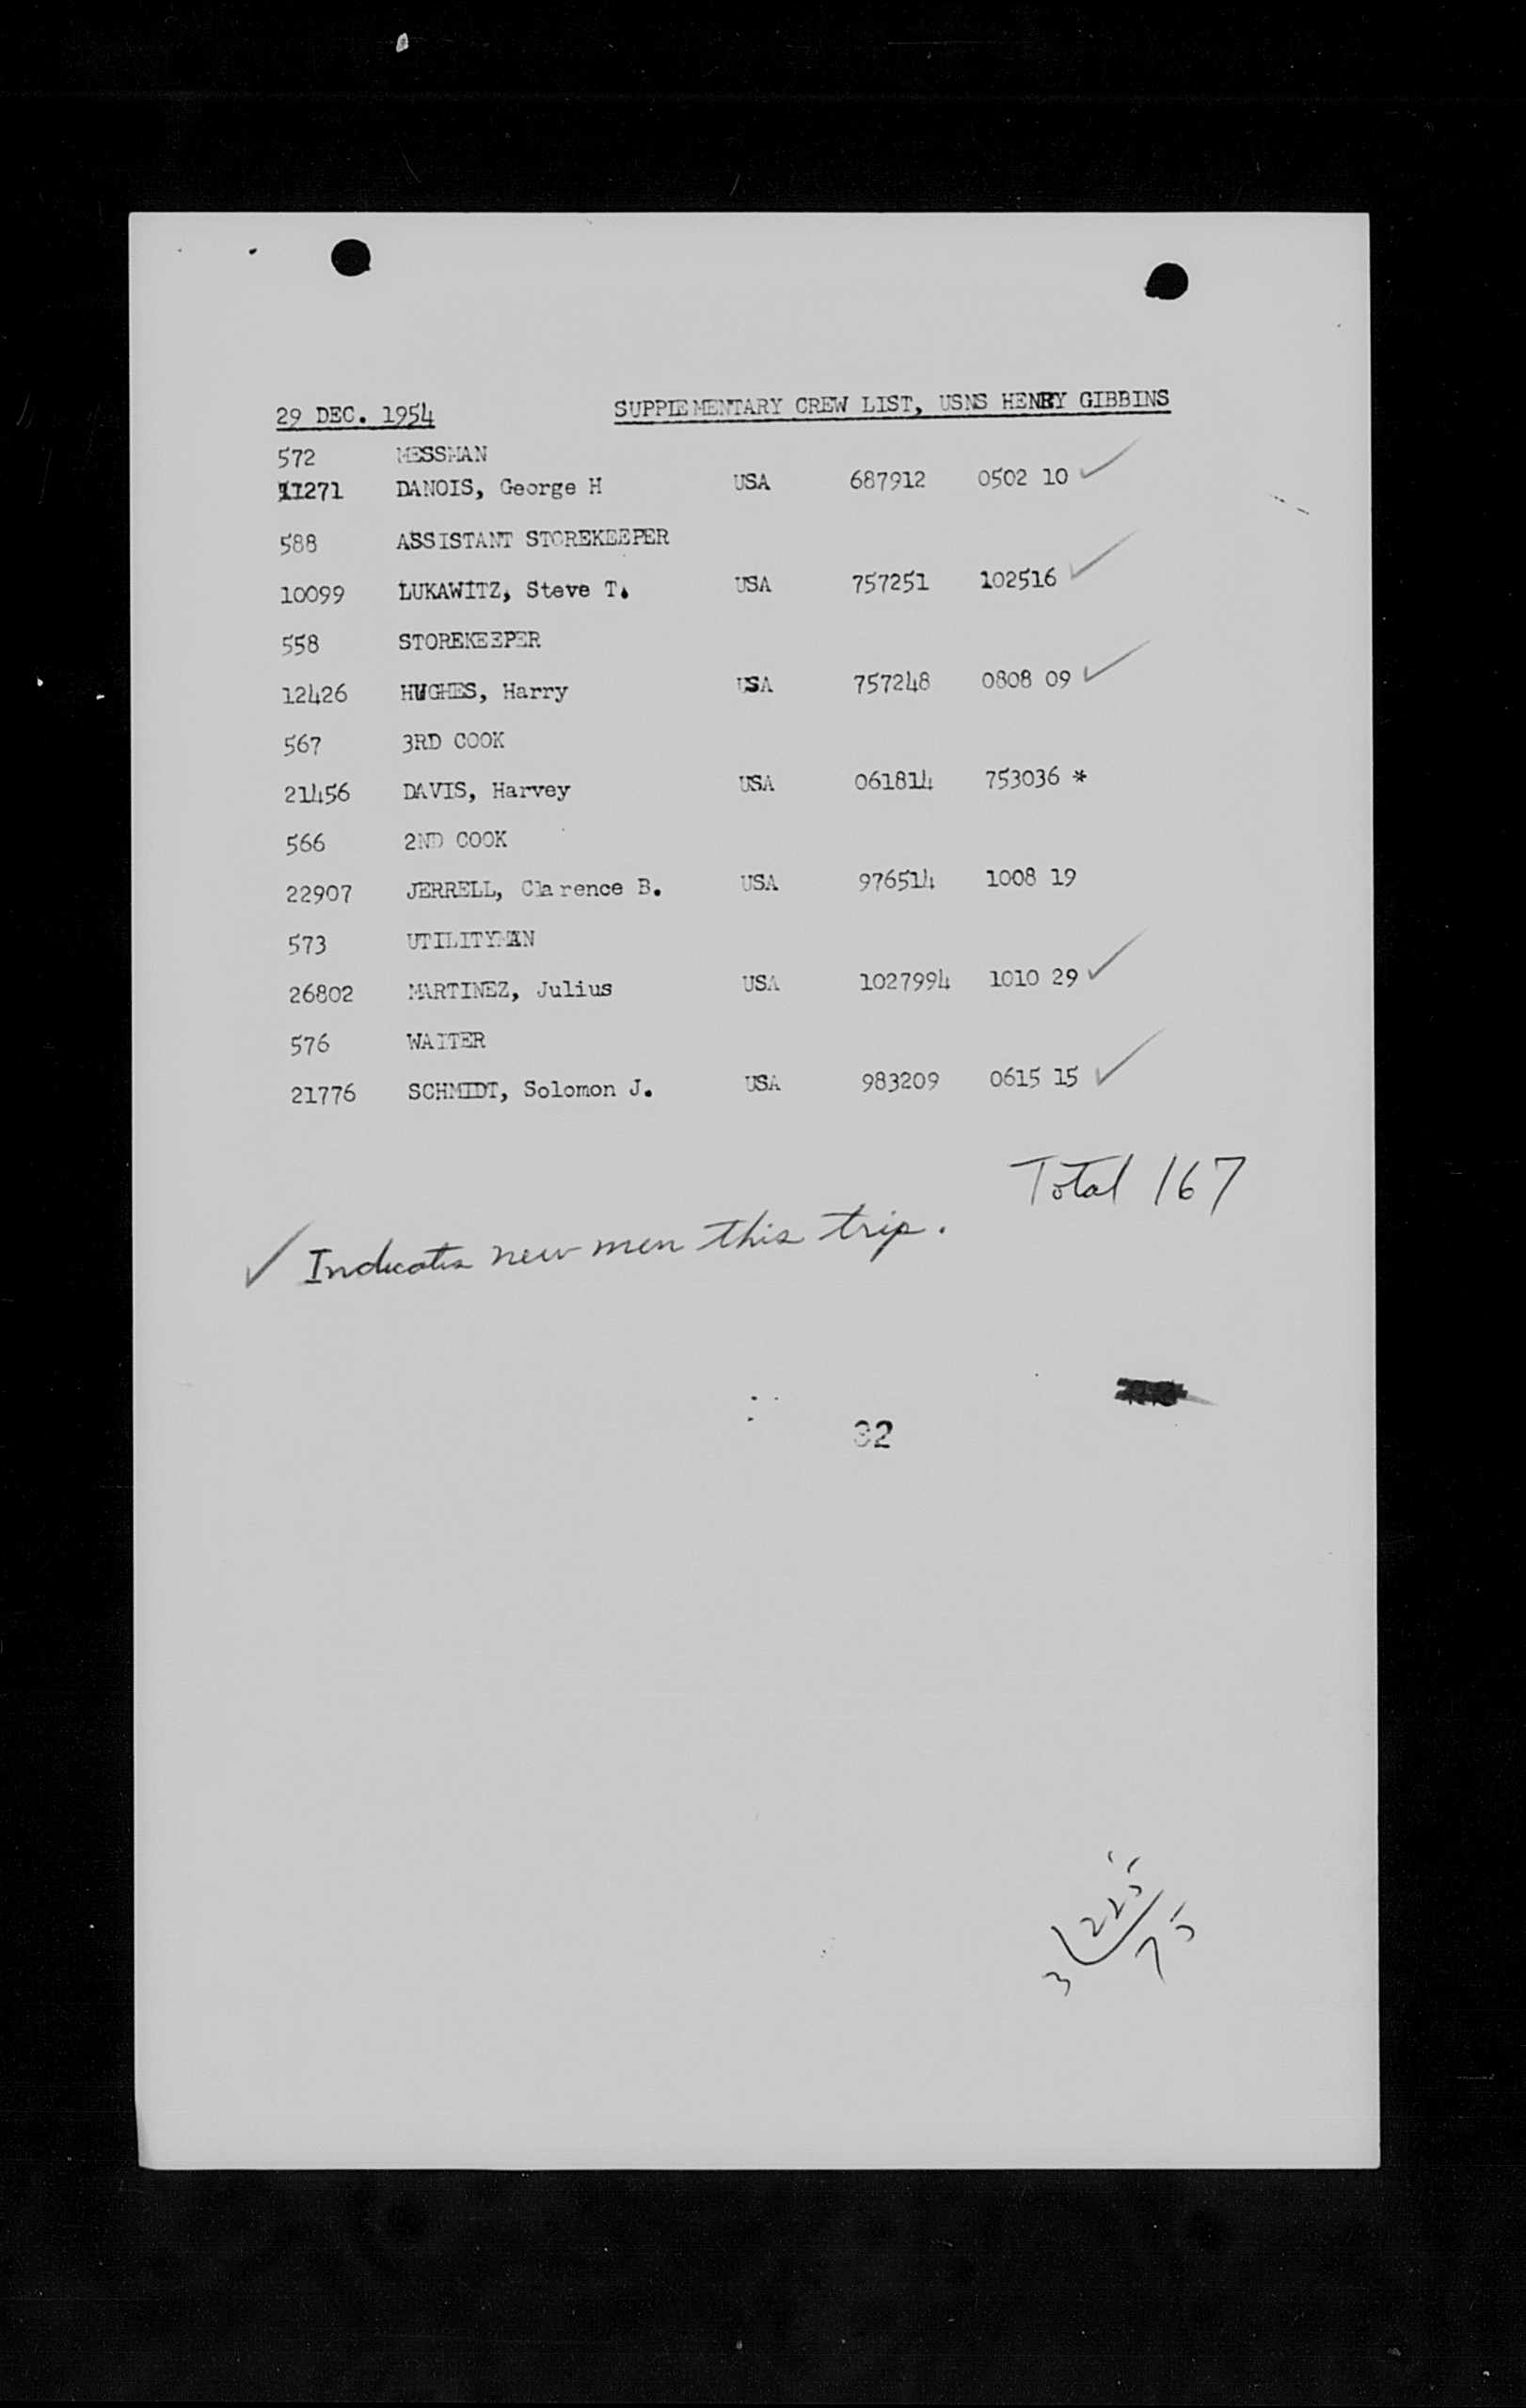 29 DEC. 1954 SUPPLEMENTARY CREW LIST, USNS HENRY GIBBINS
572 MESSMAN
11271 DANOIS, George H USA 687912 0502 10 ✓
588 ASSISTANT STOREKEEPER
10099 LUKAWITZ, Steve T. USA 757251 102516 ✓
558 STOREKEEPER
12426 HUGHES, Harry USA 757248 0808 09 ✓
567 3RD COOK
21456 DAVIS, Harvey USA 061814 753036 *
566 2ND COOK
22907 JERRELL, Clarence B. USA 976514 1008 19
573 UTILITYMAN
26802 MARTINEZ, Julius USA 1027994 1010 29 ✓
576 WAITER
21776 SCHMIDT, Solomon J. USA 983209 0615 15 ✓
Total 167
✓ Indicates new men this trip.
32
3 225
75